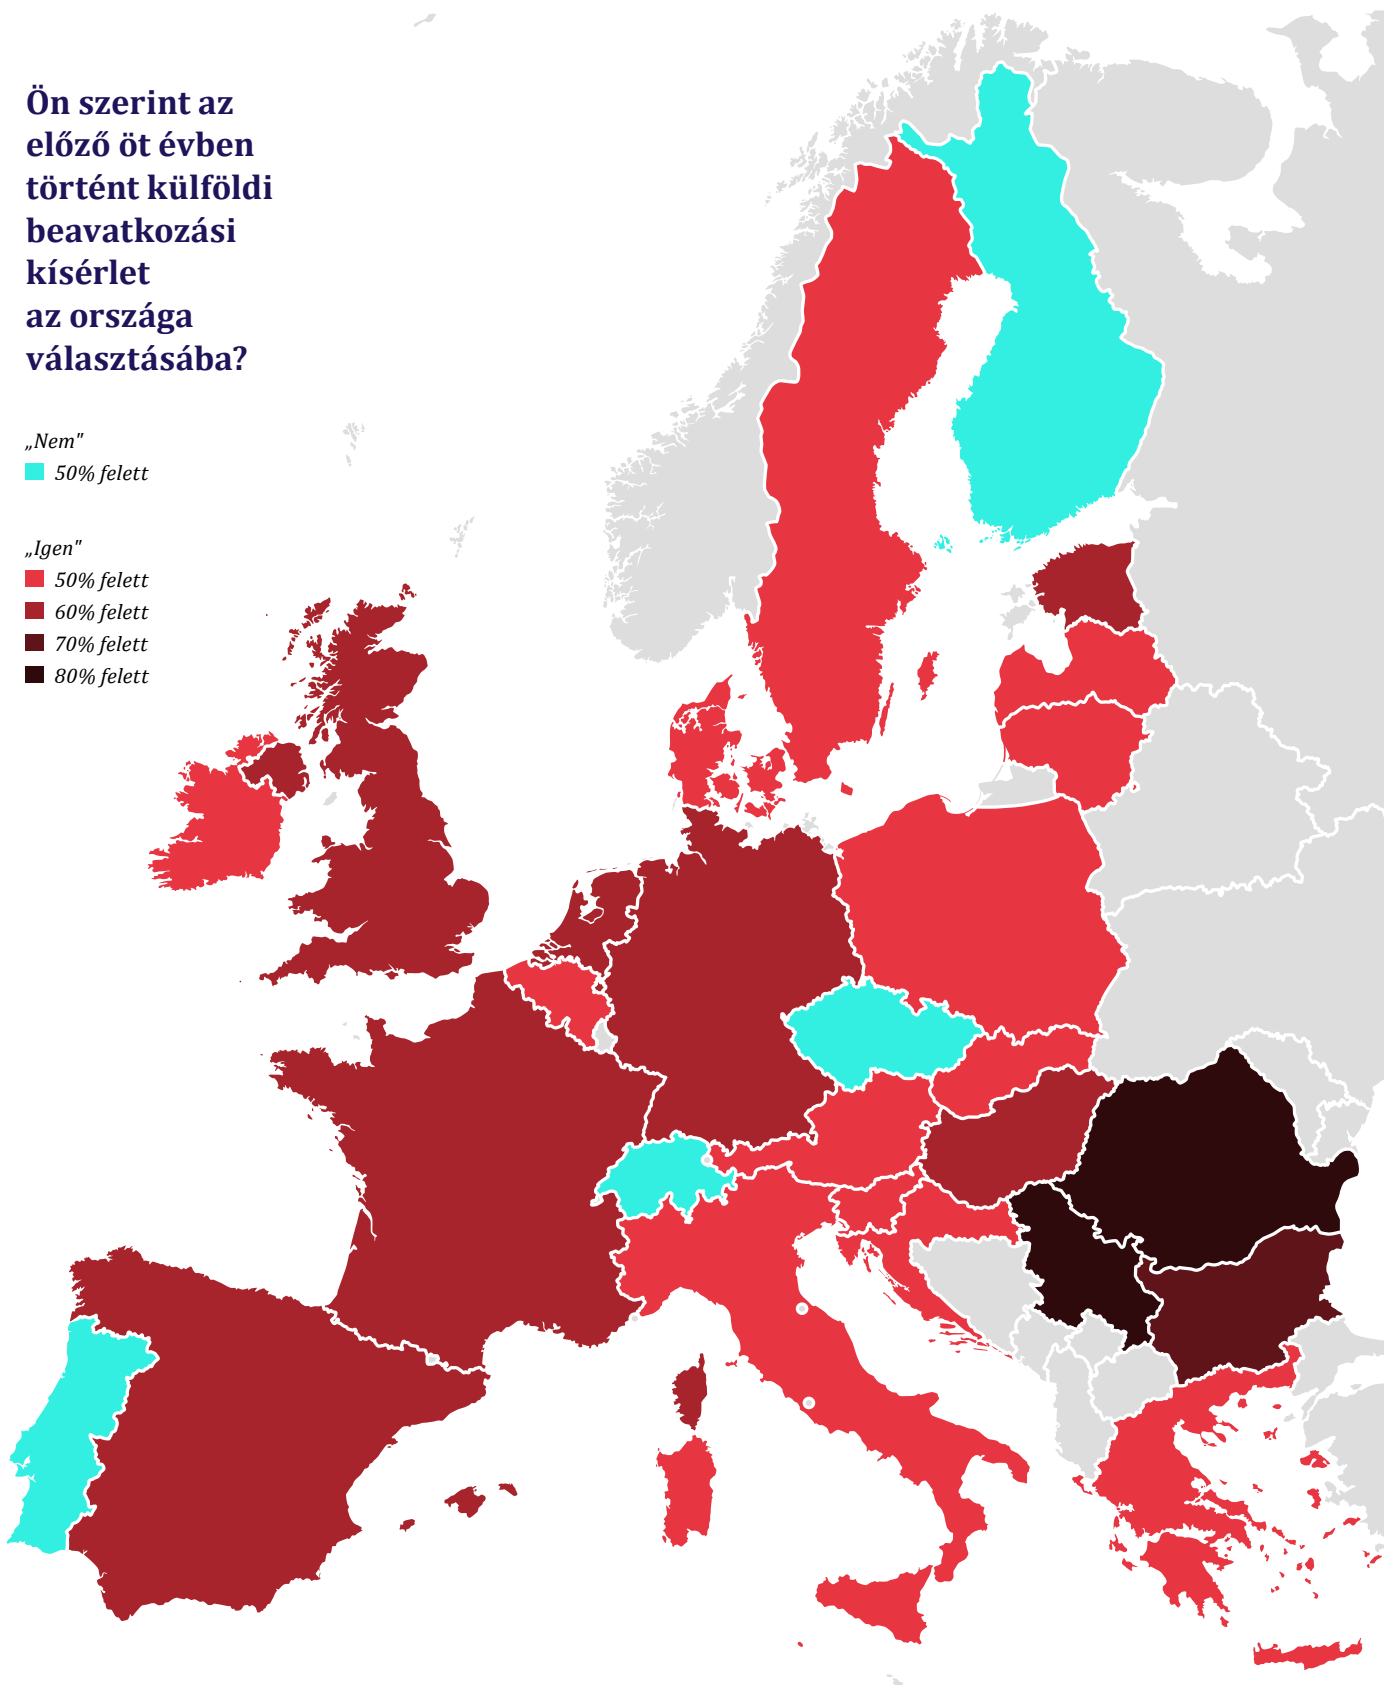 Ön szerint az
előző öt évben
történt külföldi
beavatkozási
kísérlet
az országa
választásába?
„Nem"
50% felett
„Igen"
50% felett
60% felett
70% felett
80% felett